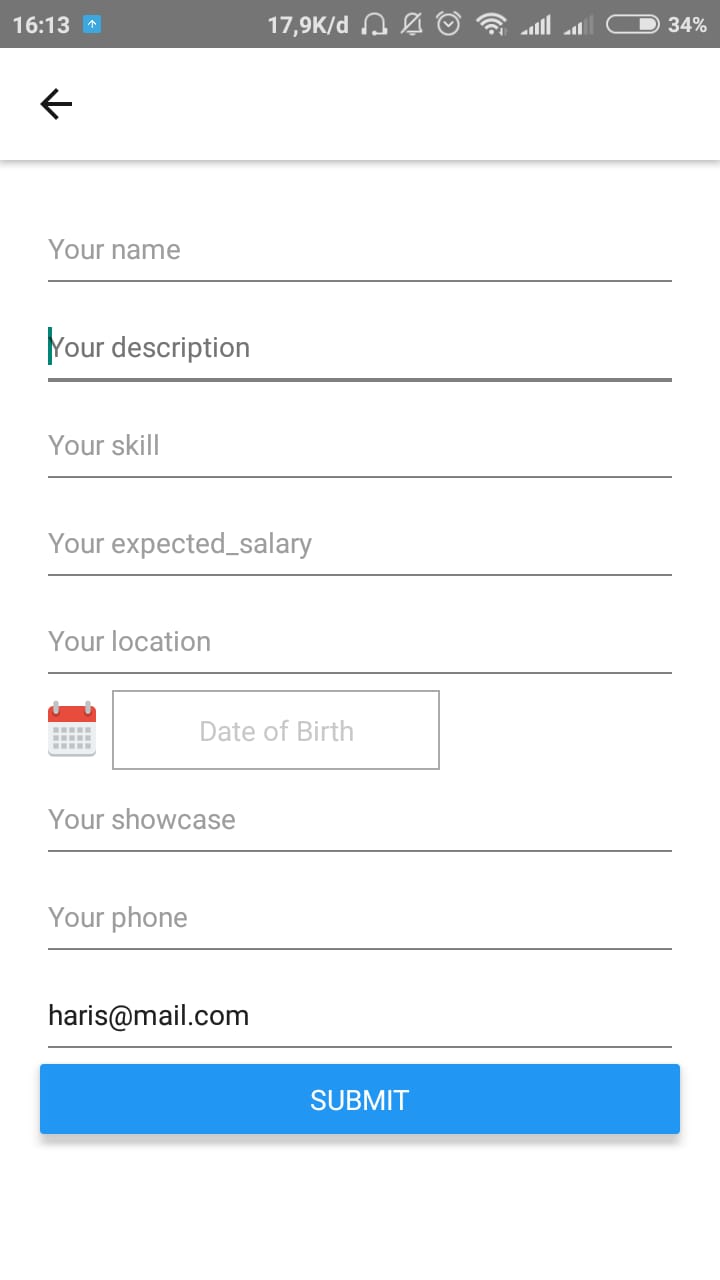 16:13 17,9K/d 34%
Your name
Your description
Your skill
Your expected_salary
Your location
Date of Birth
Your showcase
Your phone
haris@mail.com
SUBMIT